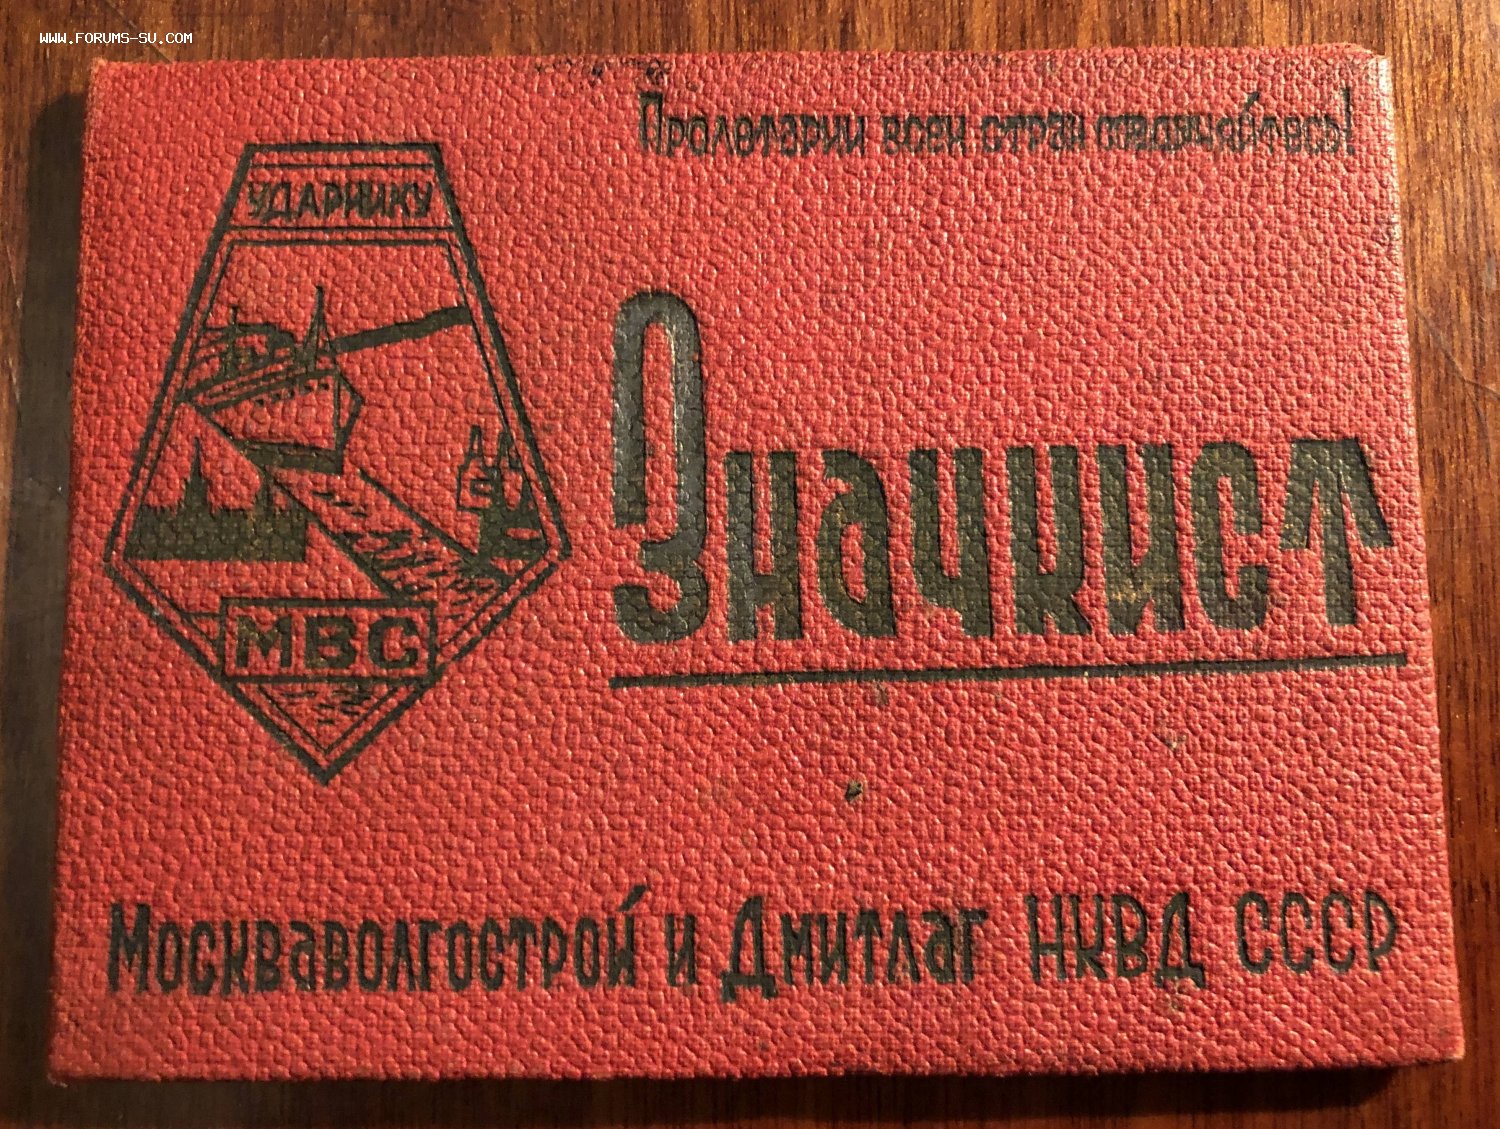 WWW.FORUMS-SU.COM
Пролетарии всех стран соединяйтесь!
УДАРНИКУ
Значкист
МВС
Москваволгострой и Дмитлаг НКВД СССР